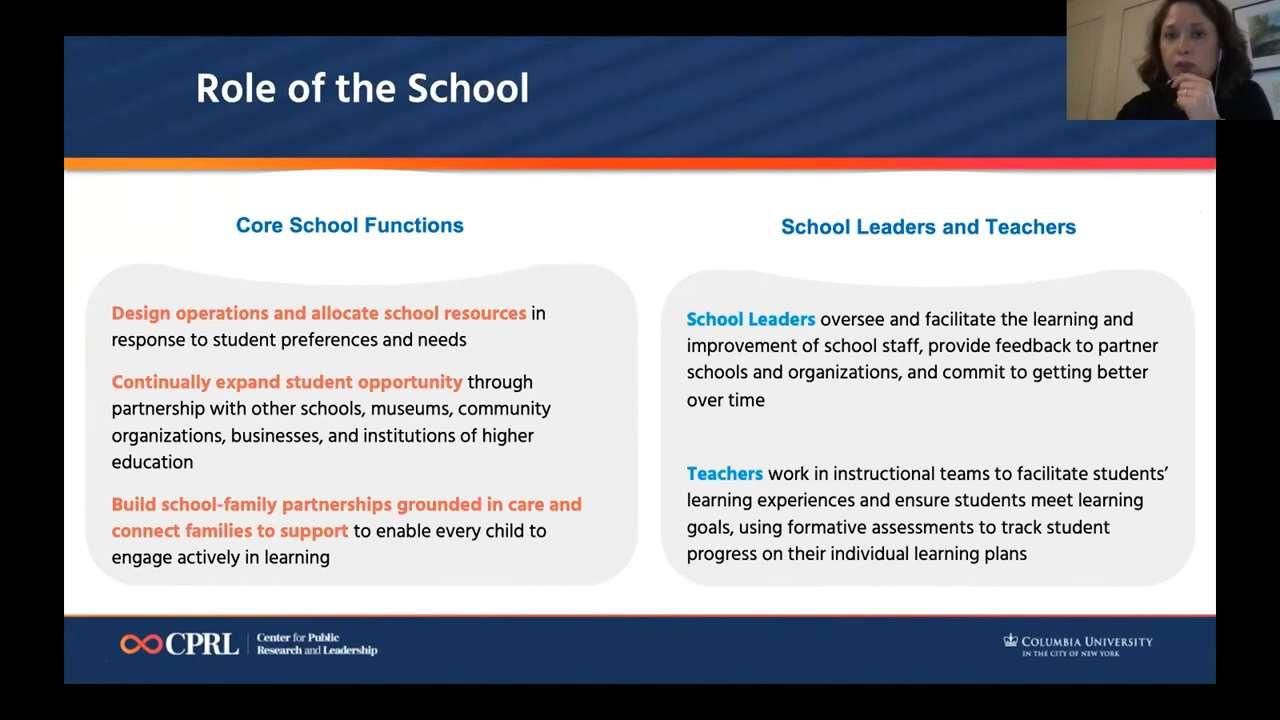 Role of the School
Core School Functions
Design operations and allocate school resources in
response to student preferences and needs
Continually expand student opportunity through
partnership with other schools, museums, community
organizations, businesses, and institutions of higher
education
Build school-family partnerships grounded in care and
connect families to support to enable every child to
engage actively in learning
School Leaders and Teachers
School Leaders oversee and facilitate the learning and
improvement of school staff, provide feedback to partner
schools and organizations, and commit to getting better
over time
Teachers work in instructional teams to facilitate students’
learning experiences and ensure students meet learning
goals, using formative assessments to track student
progress on their individual learning plans
CPRL
Center for Public
Research and Leadership
COLUMBIA UNIVERSITY
IN THE CITY OF NEW YORK